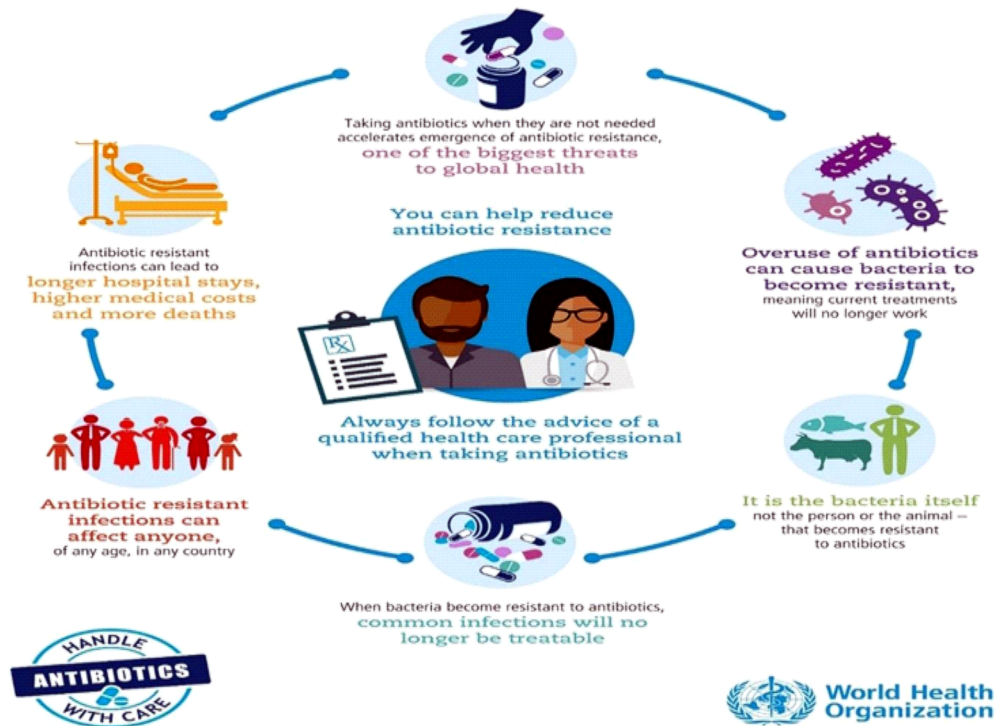 Taking antibiotics when they are not needed
accelerates emergence of antibiotic resistance,
one of the biggest threats
to global health
Overuse of antibiotics
can cause bacteria to
become resistant,
meaning current treatments
will no longer work
It is the bacteria itself
not the person or the animal –
that becomes resistant
to antibiotics
When bacteria become resistant to antibiotics,
common infections will no
longer be treatable
Antibiotic resistant
infections can
affect anyone,
of any age, in any country
Antibiotic resistant
infections can lead to
longer hospital stays,
higher medical costs
and more deaths
You can help reduce
antibiotic resistance
Rx
Always follow the advice of a
qualified health care professional
when taking antibiotics
HANDLE
ANTIBIOTICS
WITH CARE
World Health
Organization